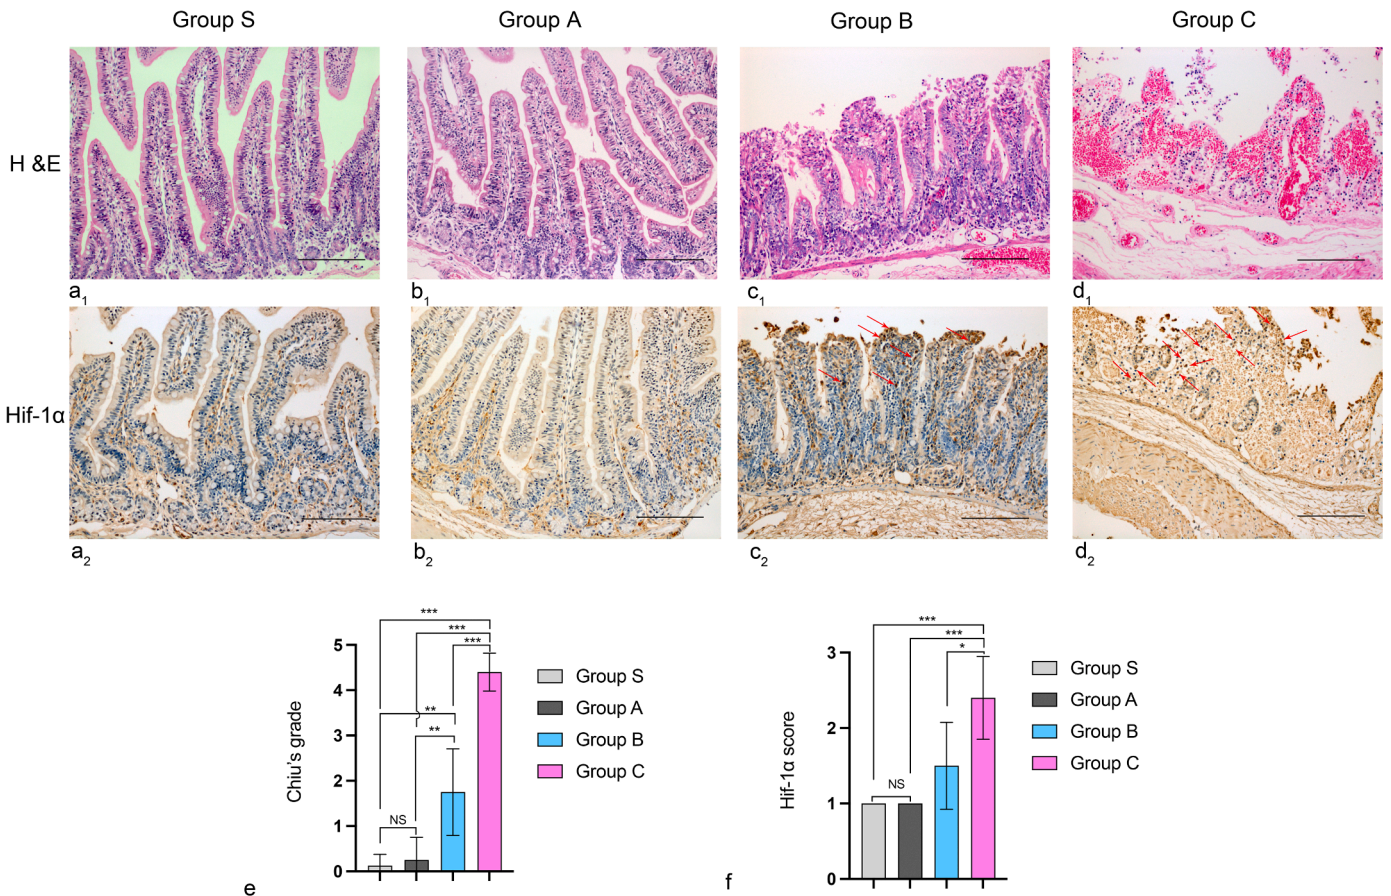 Group S
Group A
Group B
Group C
H &E
a1
b1
c1
d1
Hif-1α
a2
b2
c2
d2
***
***
***
**
**
NS
Chiu's grade
5
4
3
2
1
0
Group S
Group A
Group B
Group C
e
***
***
*
NS
Hif-1α score
3
2
1
0
Group S
Group A
Group B
Group C
f